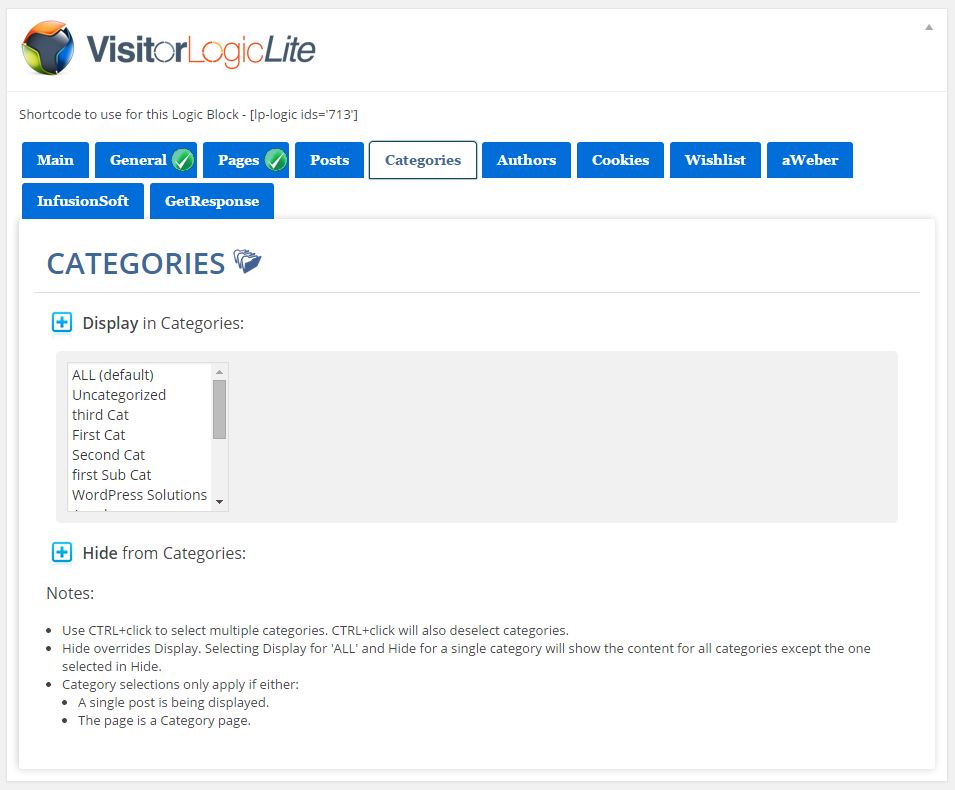 VisitorLogicLite
Shortcode to use for this Logic Block - [lp-logic ids='713']
Main General Pages Posts Categories Authors Cookies Wishlist aWeber
InfusionSoft GetResponse
CATEGORIES
Display in Categories:
ALL (default)
Uncategorized
third Cat
First Cat
Second Cat
first Sub Cat
WordPress Solutions
Hide from Categories:
Notes:
Use CTRL+click to select multiple categories. CTRL+click will also deselect categories.
Hide overrides Display. Selecting Display for 'ALL' and Hide for a single category will show the content for all categories except the one
selected in Hide.
Category selections only apply if either:
A single post is being displayed.
The page is a Category page.